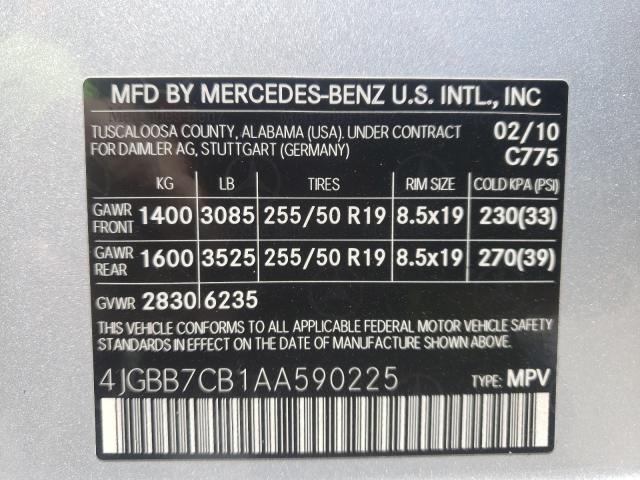 MFD BY MERCEDES-BENZ U.S. INTL., INC
TUSCALOOSA COUNTY, ALABAMA (USA). UNDER CONTRACT 02/10
FOR DAIMLER AG, STUTTGART (GERMANY) C775
KG LB TIRES RIM SIZE COLD KPA (PSI)
GAWR FRONT 1400 3085 255/50 R19 8.5x19 230(33)
GAWR REAR 1600 3525 255/50 R19 8.5x19 270(39)
GVWR 2830 6235
THIS VEHICLE CONFORMS TO ALL APPLICABLE FEDERAL MOTOR VEHICLE SAFETY
STANDARDS IN EFFECT ON THE DATE OF MANUFACTURE SHOWN ABOVE.
4JGBB7CB1AA590225 TYPE: MPV